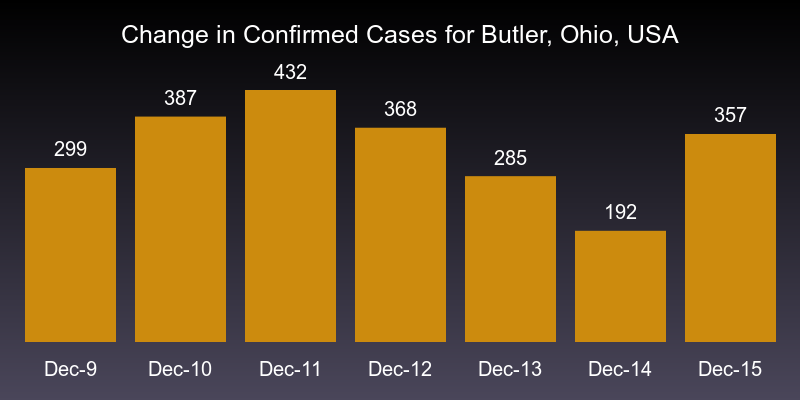 Change in Confirmed Cases for Butler, Ohio, USA
299
387
432
368
285
192
357
Dec-9
Dec-10
Dec-11
Dec-12
Dec-13
Dec-14
Dec-15